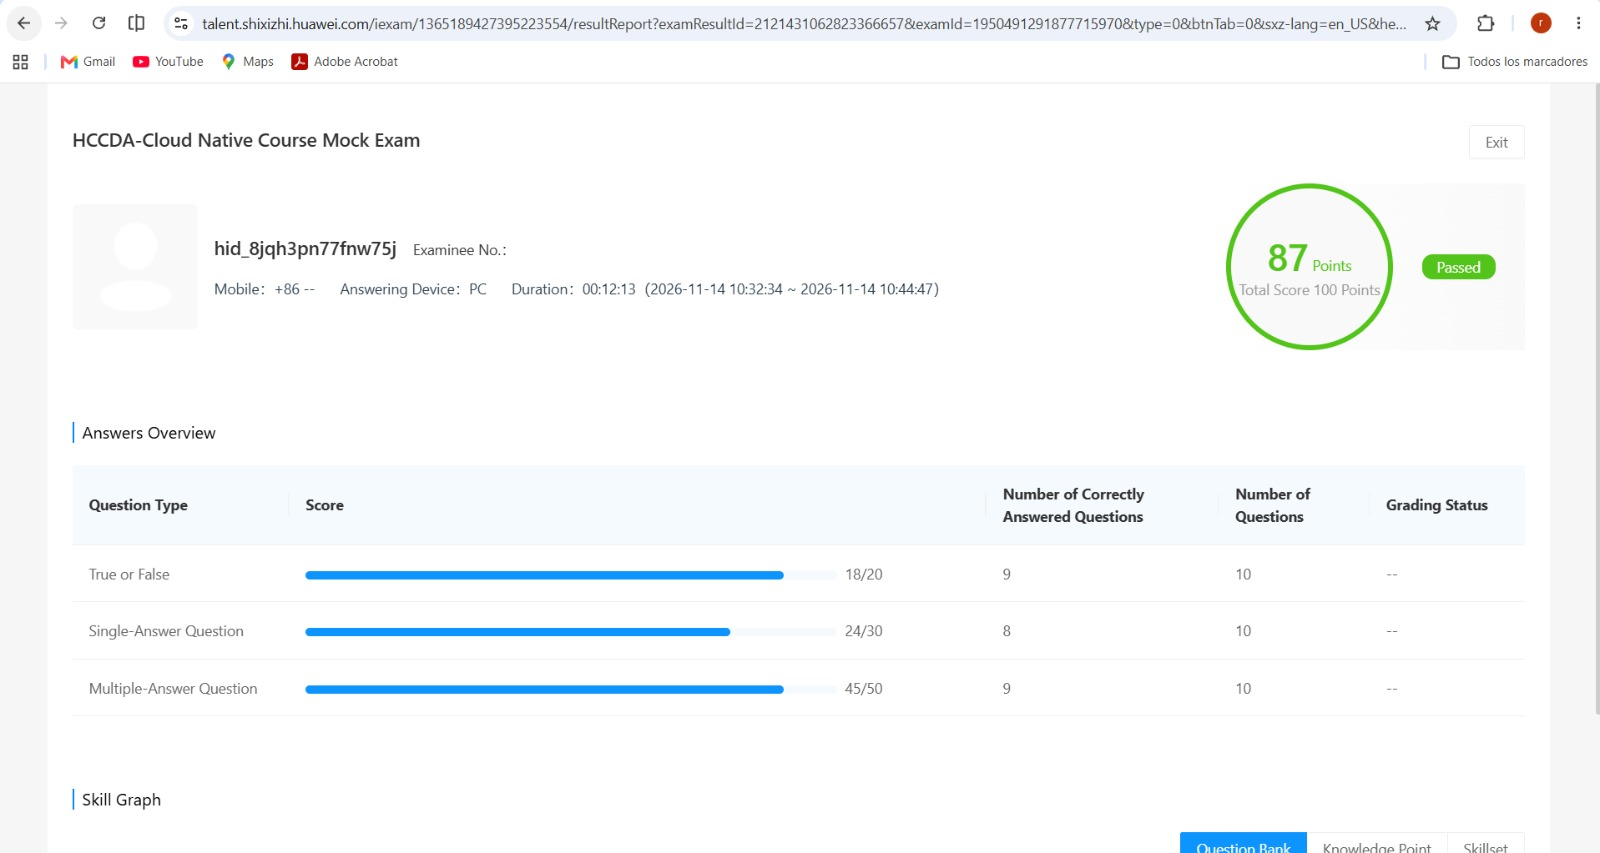 talent.shixizhi.huawei.com/iexam/1365189427395223554/resultReport?examResultId=21214310628233666657&examId=1950491291877715970&type=0&btnTab=0&sxz-lang=en_US&he...
r
Gmail YouTube Maps Adobe Acrobat Todos los marcadores
HCCDA-Cloud Native Course Mock Exam
Exit
hid_8jqh3pn77fnw75j Examinee No.:
Mobile: +86 -- Answering Device: PC Duration: 00:12:13 (2026-11-14 10:32:34 ~ 2026-11-14 10:44:47)
87 Points
Total Score 100 Points
Passed
Answers Overview
Question Type Score Number of Correctly Answered Questions Number of Questions Grading Status
True or False 18/20 9 10 --
Single-Answer Question 24/30 8 10 --
Multiple-Answer Question 45/50 9 10 --
Skill Graph
Question Bank Knowledge Point Skillset